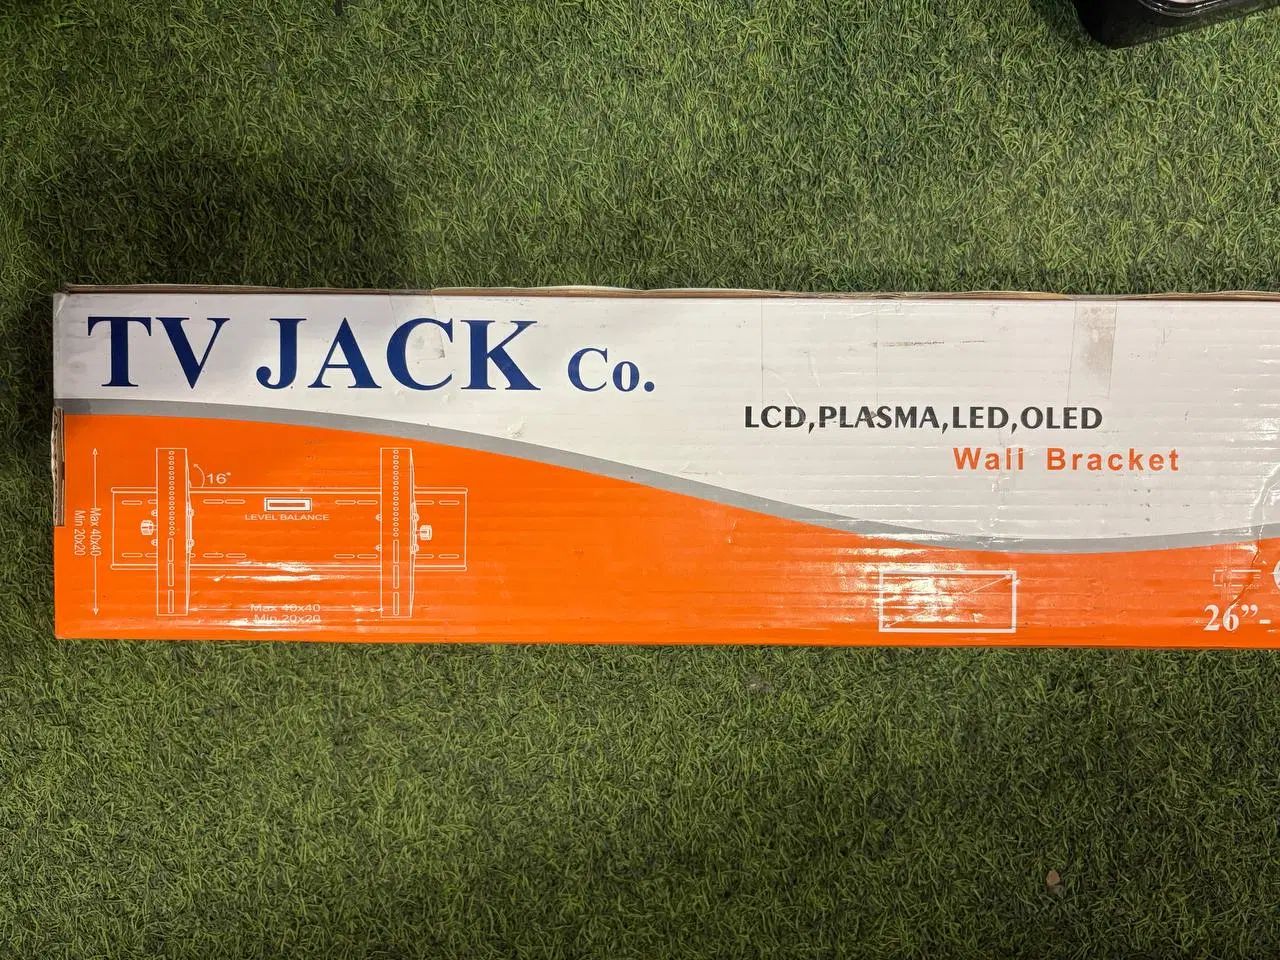 TV JACK Co.
LCD,PLASMA,LED,OLED
Wall Bracket
16°
LEVEL BALANCE
Max 40x40
Min 20x20
Max 40x40
Min 20x20
26”-